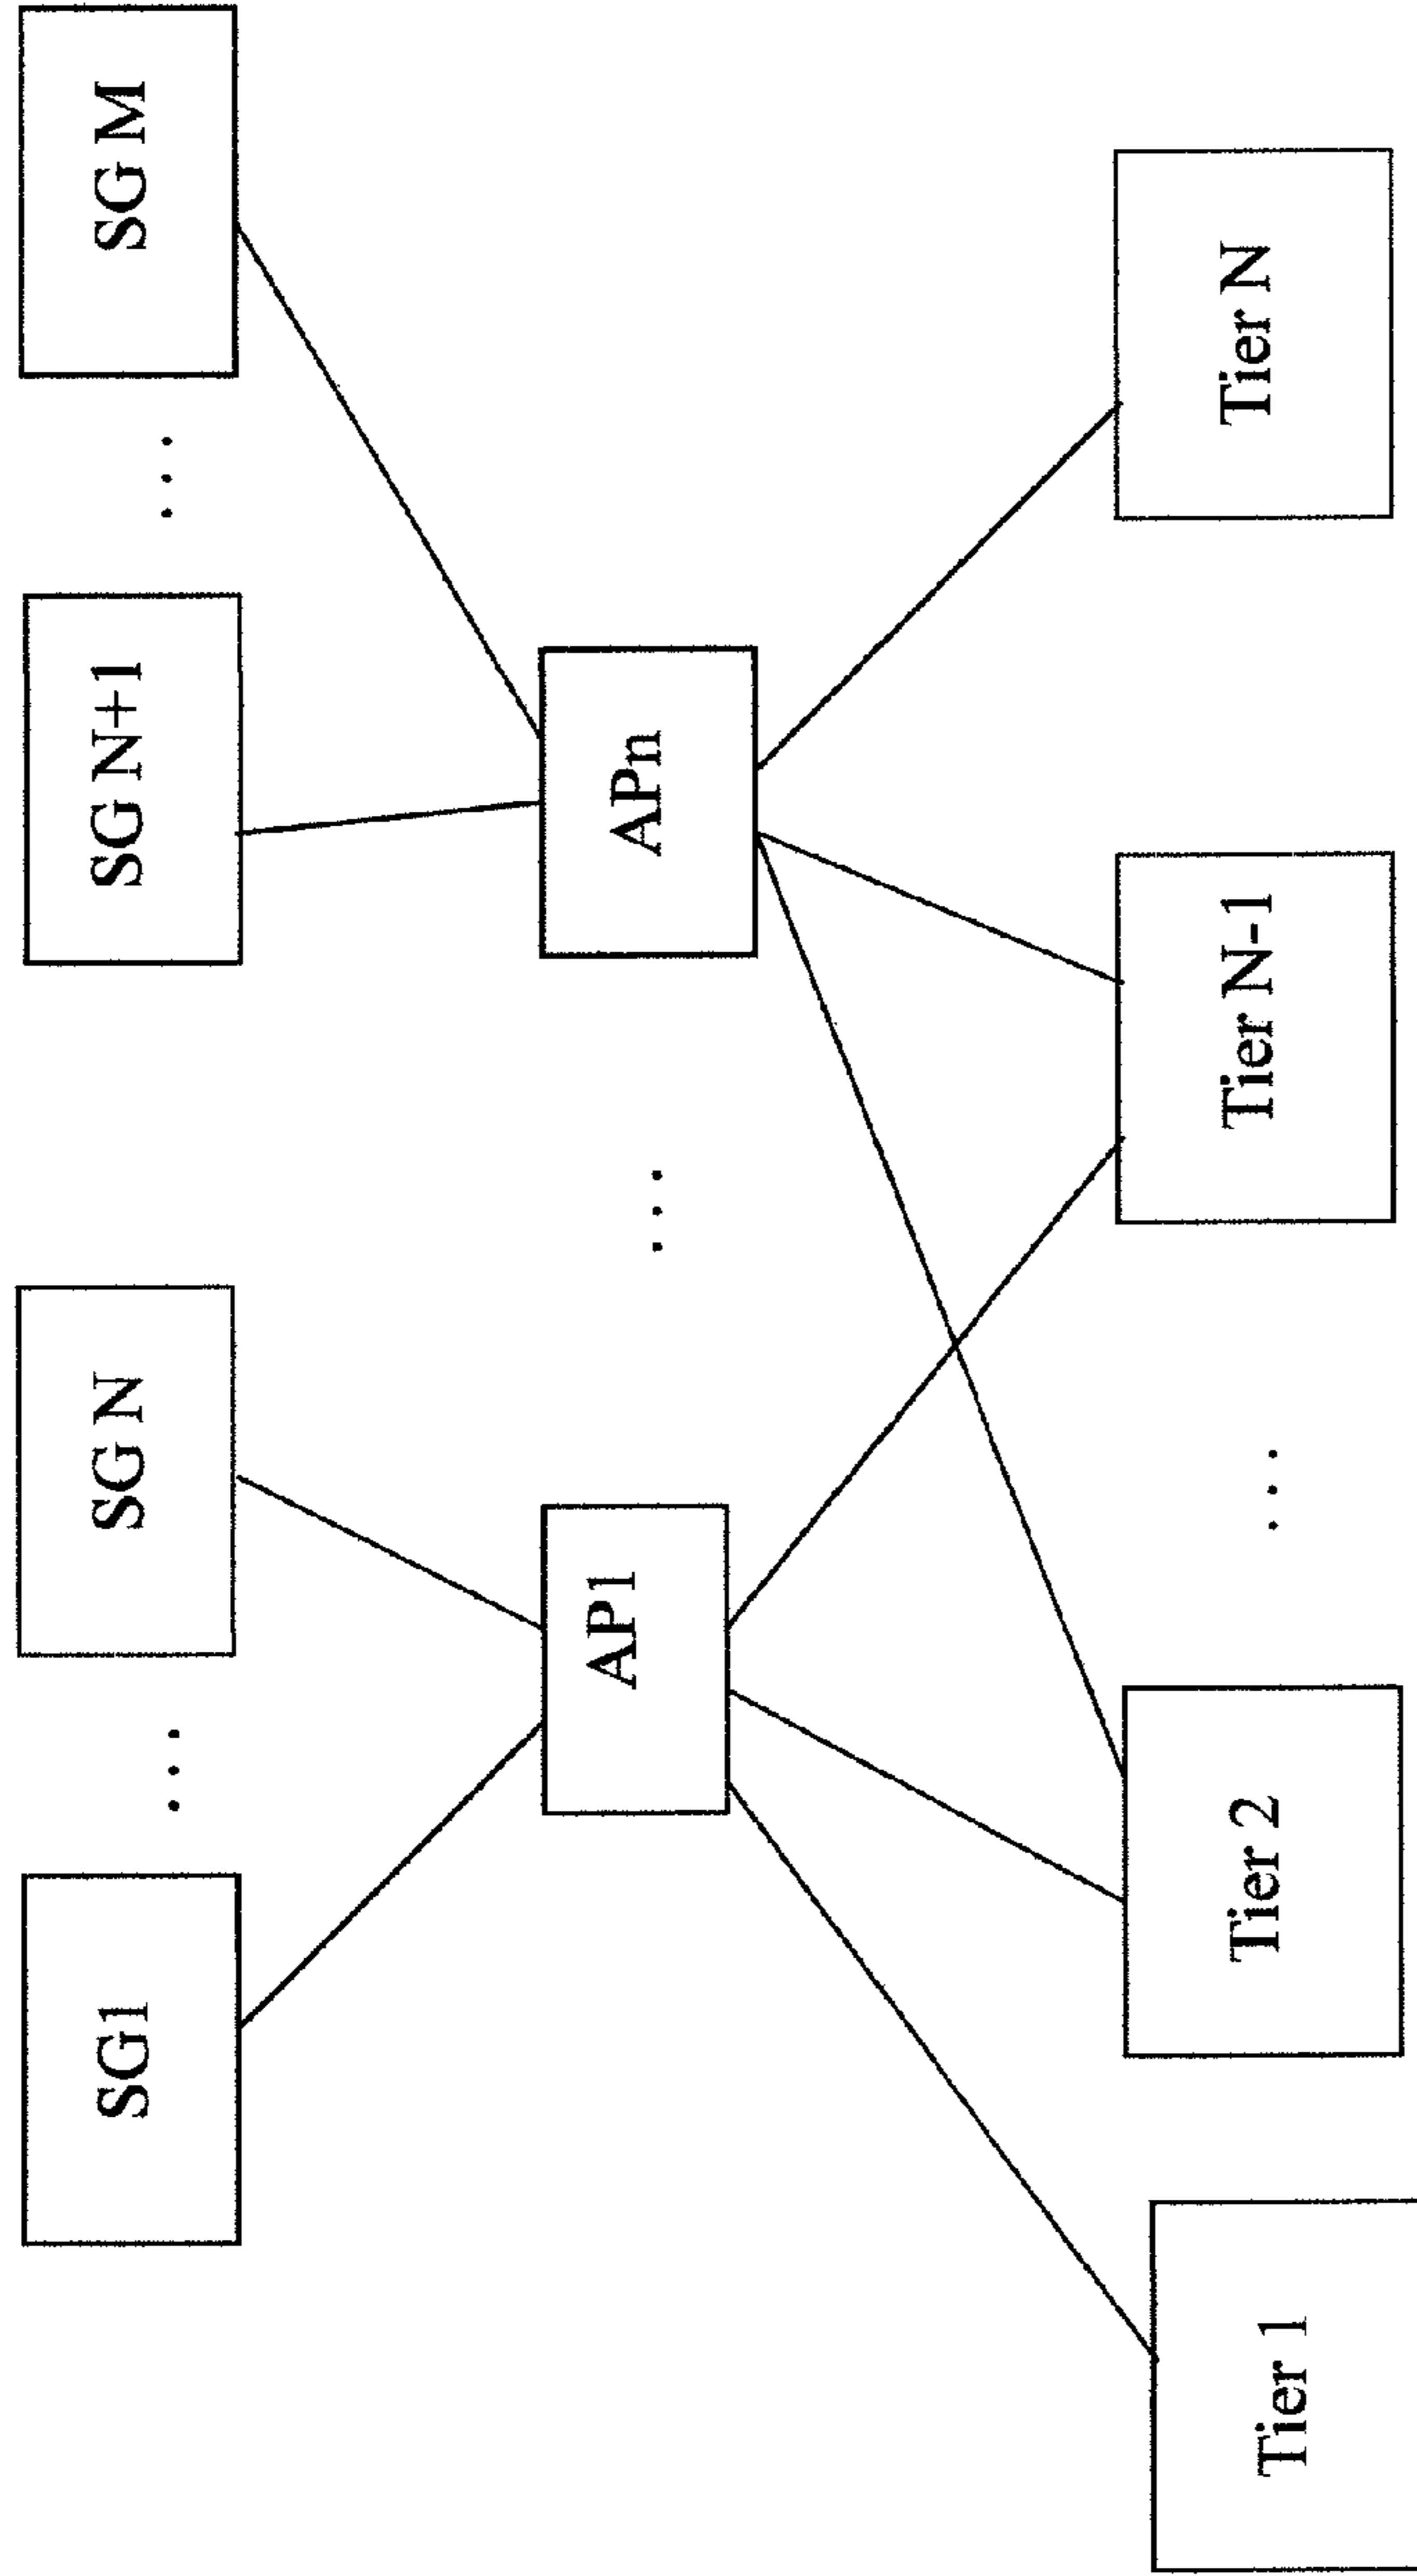 SG1
...
SG N
SG N+1
...
SG M
AP1
...
APn
Tier 1
Tier 2
...
Tier N-1
Tier N